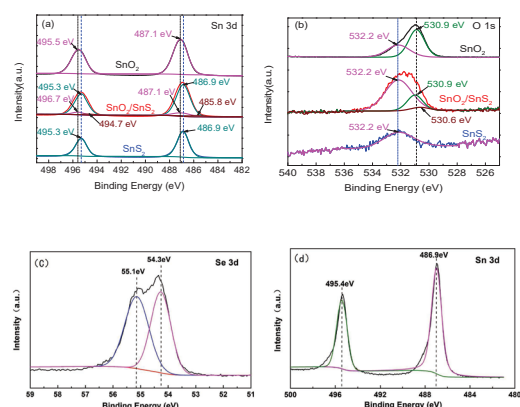 (a)
Sn 3d
495.5 eV
487.1 eV
SnO2
495.3 eV
496.7 eV
487.1 eV
486.9 eV
485.8 eV
SnO2/SnS2
494.7 eV
495.3 eV
486.9 eV
SnS2
Intensity(a.u.)
498 496 494 492 490 488 486 484 482
Binding Energy (eV)
(b)
O 1s
532.2 eV
530.9 eV
SnO2
532.2 eV
530.9 eV
SnO2/SnS2
532.2 eV
530.6 eV
SnS2
Intensity(a.u.)
540 538 536 534 532 530 528 526
Binding Energy (eV)
(c)
Se 3d
54.3eV
55.1eV
Intensity (a.u.)
59 58 57 56 55 54 53 52 51
Binding Energy (eV)
(d)
Sn 3d
486.9eV
495.4eV
Intensity (a.u.)
500 496 492 488 484 480
Binding Energy (eV)